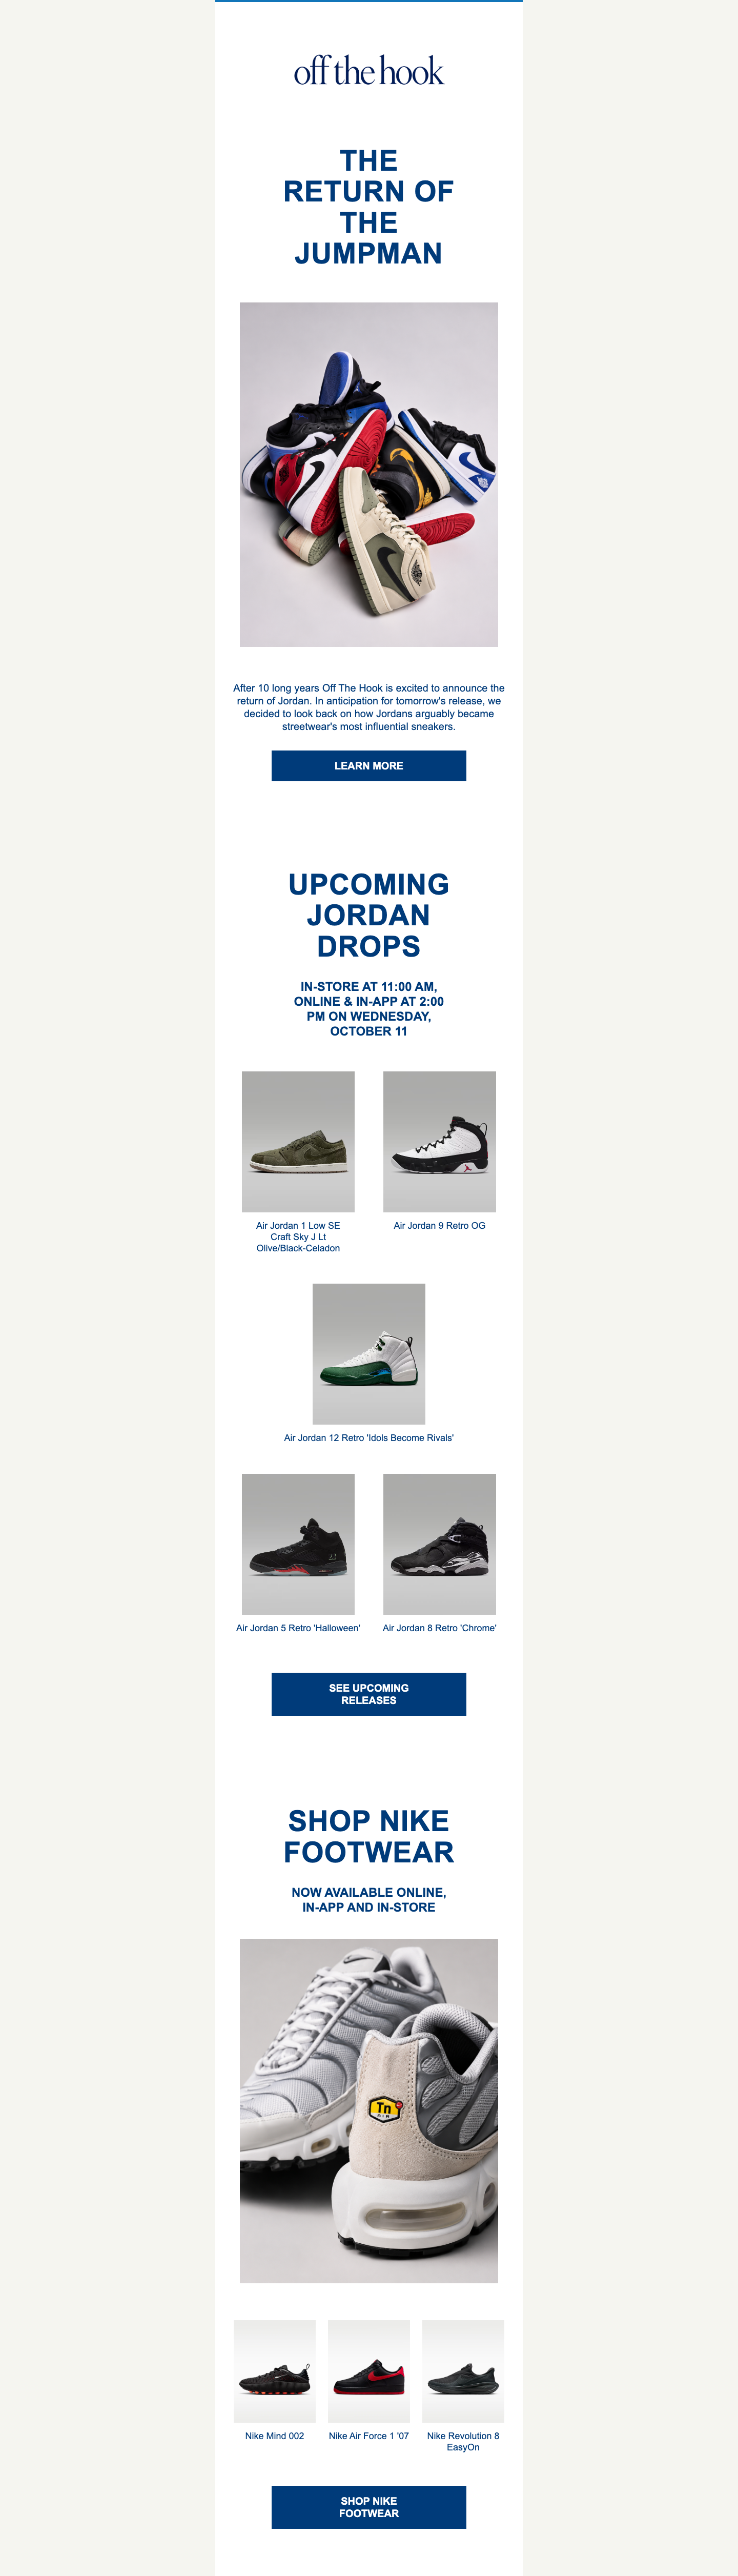 off the hook
THE
RETURN OF
THE
JUMPMAN
After 10 long years Off The Hook is excited to announce the
return of Jordan. In anticipation for tomorrow's release, we
decided to look back on how Jordans arguably became
streetwear's most influential sneakers.
LEARN MORE
UPCOMING
JORDAN
DROPS
IN-STORE AT 11:00 AM,
ONLINE & IN-APP AT 2:00
PM ON WEDNESDAY,
OCTOBER 11
Air Jordan 1 Low SE
Craft Sky J Lt
Olive/Black-Celadon
Air Jordan 9 Retro OG
Air Jordan 12 Retro 'Idols Become Rivals'
Air Jordan 5 Retro 'Halloween'
Air Jordan 8 Retro 'Chrome'
SEE UPCOMING
RELEASES
SHOP NIKE
FOOTWEAR
NOW AVAILABLE ONLINE,
IN-APP AND IN-STORE
Tn
AIR
Nike Mind 002
Nike Air Force 1 '07
Nike Revolution 8
EasyOn
SHOP NIKE
FOOTWEAR